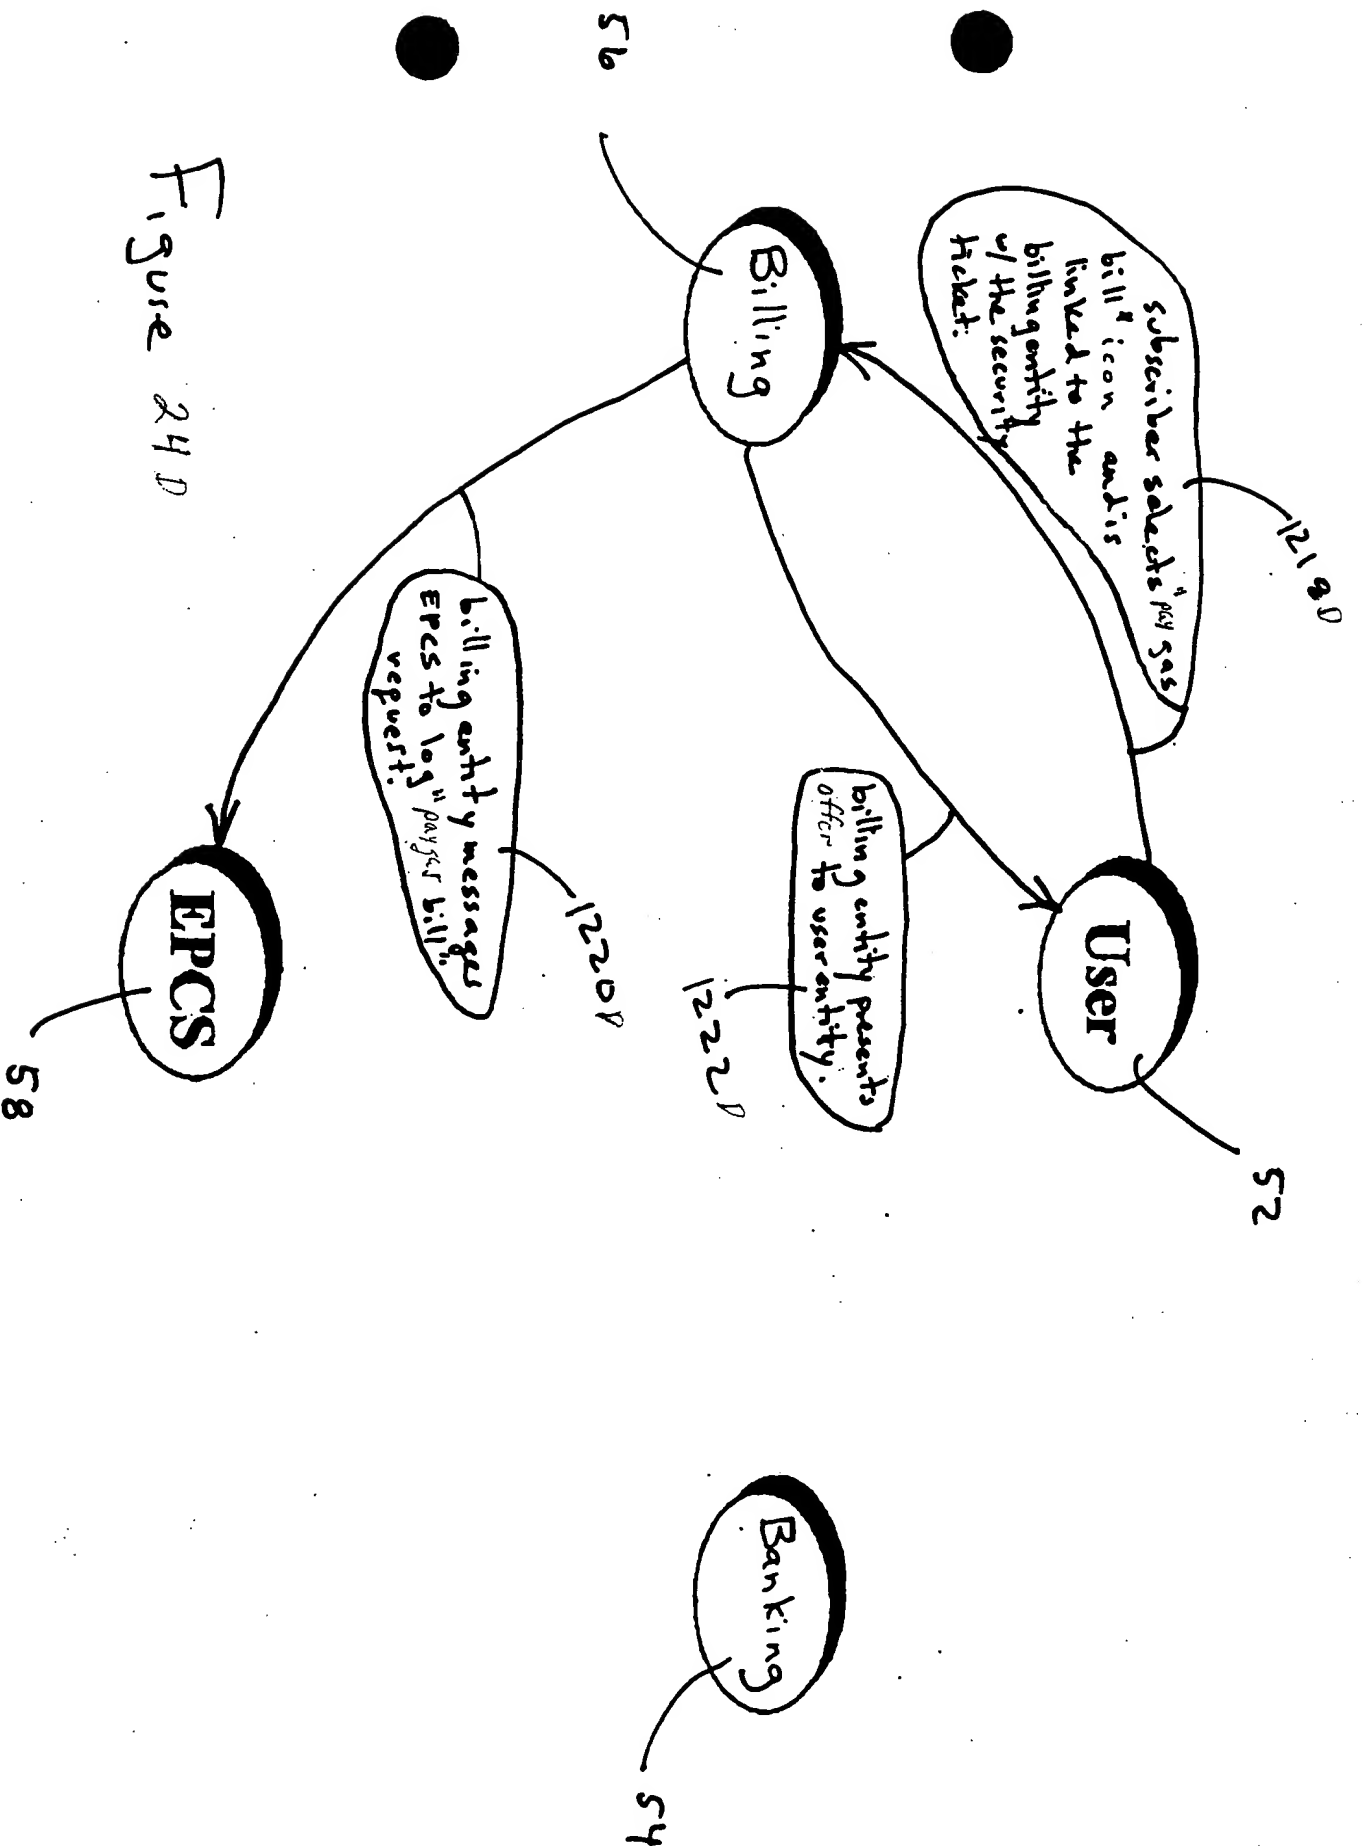 1218D
subscriber selects "pay gas
bill" icon and is
linked to the
billing entity
w/ the security
ticket.
User
52
56
Billing
billing entity presents
offer to user entity.
1222D
Banking
54
billing entity messages
EPCS to log "pay gas bill"
request.
1220D
EPCS
58
Figure 24D